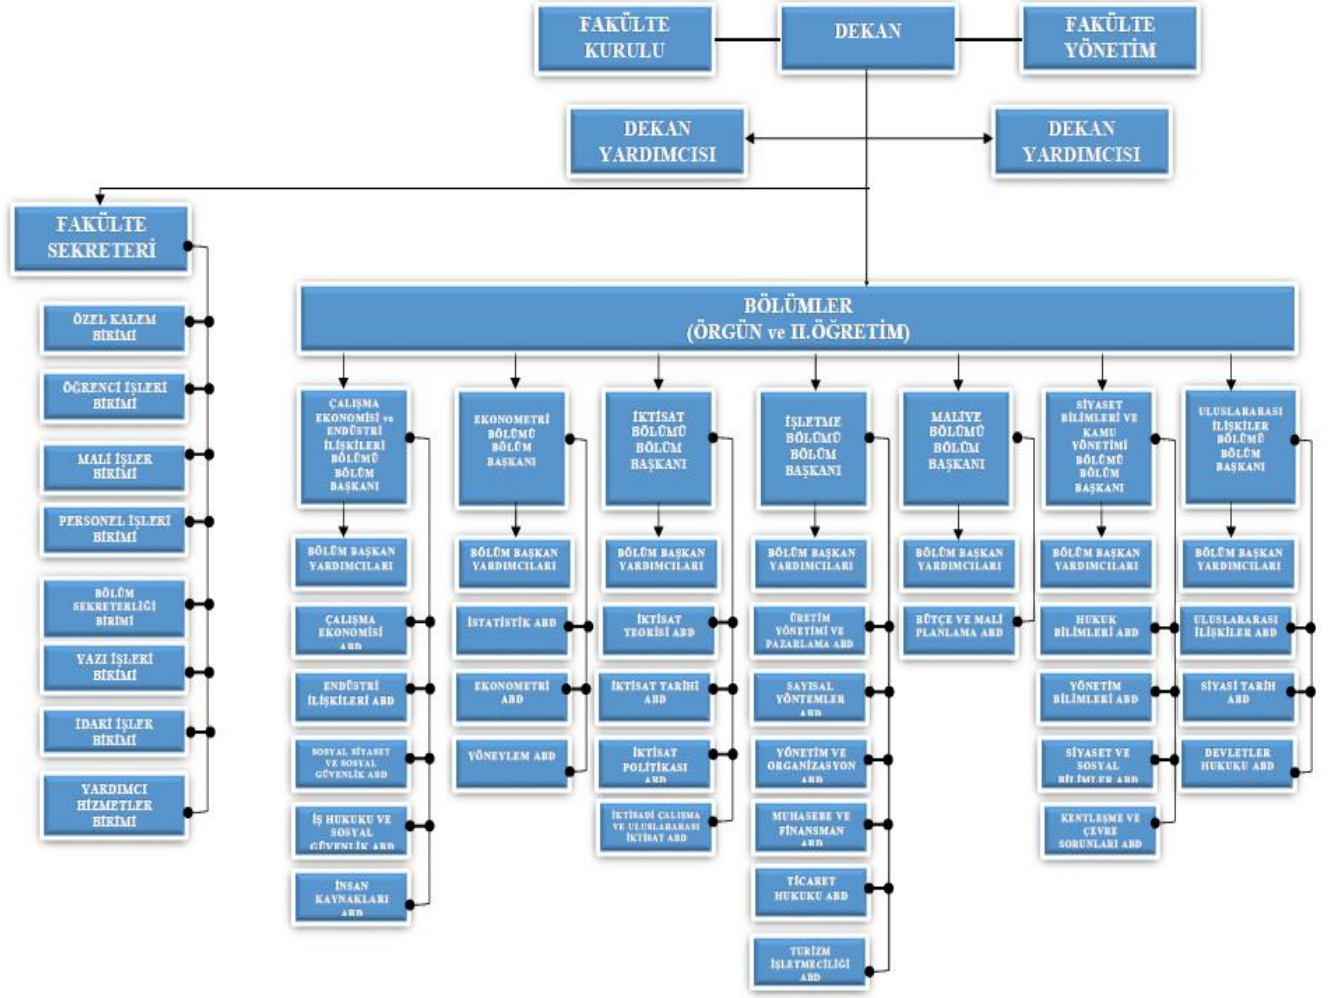 FAKÜLTE
KURULU
DEKAN
FAKÜLTE
YÖNETİM
DEKAN
YARDIMCISI
DEKAN
YARDIMCISI
FAKÜLTE
SEKRETERİ
ÖZEL KALEM
BİRİMİ
ÖĞRENCİ İŞLERİ
BİRİMİ
MALİ İŞLER
BİRİMİ
PERSONEL İŞLERİ
BİRİMİ
BÖLÜM
SEKRETERLİĞİ
BİRİMİ
YAZI İŞLERİ
BİRİMİ
İDARİ İŞLER
BİRİMİ
YARDIMCI
HİZMETLER
BİRİMİ
BÖLÜMLER
(ÖRGÜN ve II.ÖĞRETİM)
ÇALIŞMA
EKONOMİSİ ve
ENDÜSTRİ
İLİŞKİLERİ
BÖLÜMÜ
BÖLÜM
BAŞKANI
BÖLÜM BAŞKAN
YARDIMCILARI
ÇALIŞMA
EKONOMİSİ
ABD
ENDÜSTRİ
İLİŞKİLERİ ABD
SOSYAL SİYASET
VE SOSYAL
GÜVENLİK ABD
İŞ HUKUKU VE
SOSYAL
GÜVENLİK ABD
İNSAN
KAYNAKLARI
ABD
EKONOMETRİ
BÖLÜMÜ
BÖLÜM
BAŞKANI
BÖLÜM BAŞKAN
YARDIMCILARI
İSTATİSTİK ABD
EKONOMETRİ
ABD
YÖNEYLEM ABD
İKTİSAT
BÖLÜMÜ
BÖLÜM
BAŞKANI
BÖLÜM BAŞKAN
YARDIMCILARI
İKTİSAT
TEORİSİ ABD
İKTİSAT TARİHİ
ABD
İKTİSAT
POLİTİKASI
ABD
İKTİSADİ ÇALIŞMA
VE ULUSLARARASI
İKTİSAT ABD
İŞLETME
BÖLÜMÜ
BÖLÜM
BAŞKANI
BÖLÜM BAŞKAN
YARDIMCILARI
ÜRETİM
YÖNETİMİ VE
PAZARLAMA ABD
SAYISAL
YÖNTEMLER
ABD
YÖNETİM VE
ORGANİZASYON
ABD
MUHASEBE VE
FİNANSMAN
ABD
TİCARET
HUKUKU ABD
TURİZM
İŞLETMECİLİĞİ
ABD
MALİYE
BÖLÜMÜ
BÖLÜM
BAŞKANI
BÖLÜM BAŞKAN
YARDIMCILARI
BÜTÇE VE MALİ
PLANLAMA ABD
SİYASET
BİLİMLERİ VE
KAMU
YÖNETİMİ
BÖLÜMÜ
BÖLÜM
BAŞKANI
BÖLÜM BAŞKAN
YARDIMCILARI
HUKUK
BİLİMLERİ ABD
YÖNETİM
BİLİMLERİ ABD
SİYASET VE
SOSYAL
BİLİMLER ABD
KENTLEŞME VE
ÇEVRE
SORUNLARI ABD
ULUSLARARASI
İLİŞKİLER
BÖLÜMÜ
BÖLÜM
BAŞKANI
BÖLÜM BAŞKAN
YARDIMCILARI
ULUSLARARASI
İLİŞKİLER ABD
SİYASİ TARİH
ABD
DEVLETLER
HUKUKU ABD